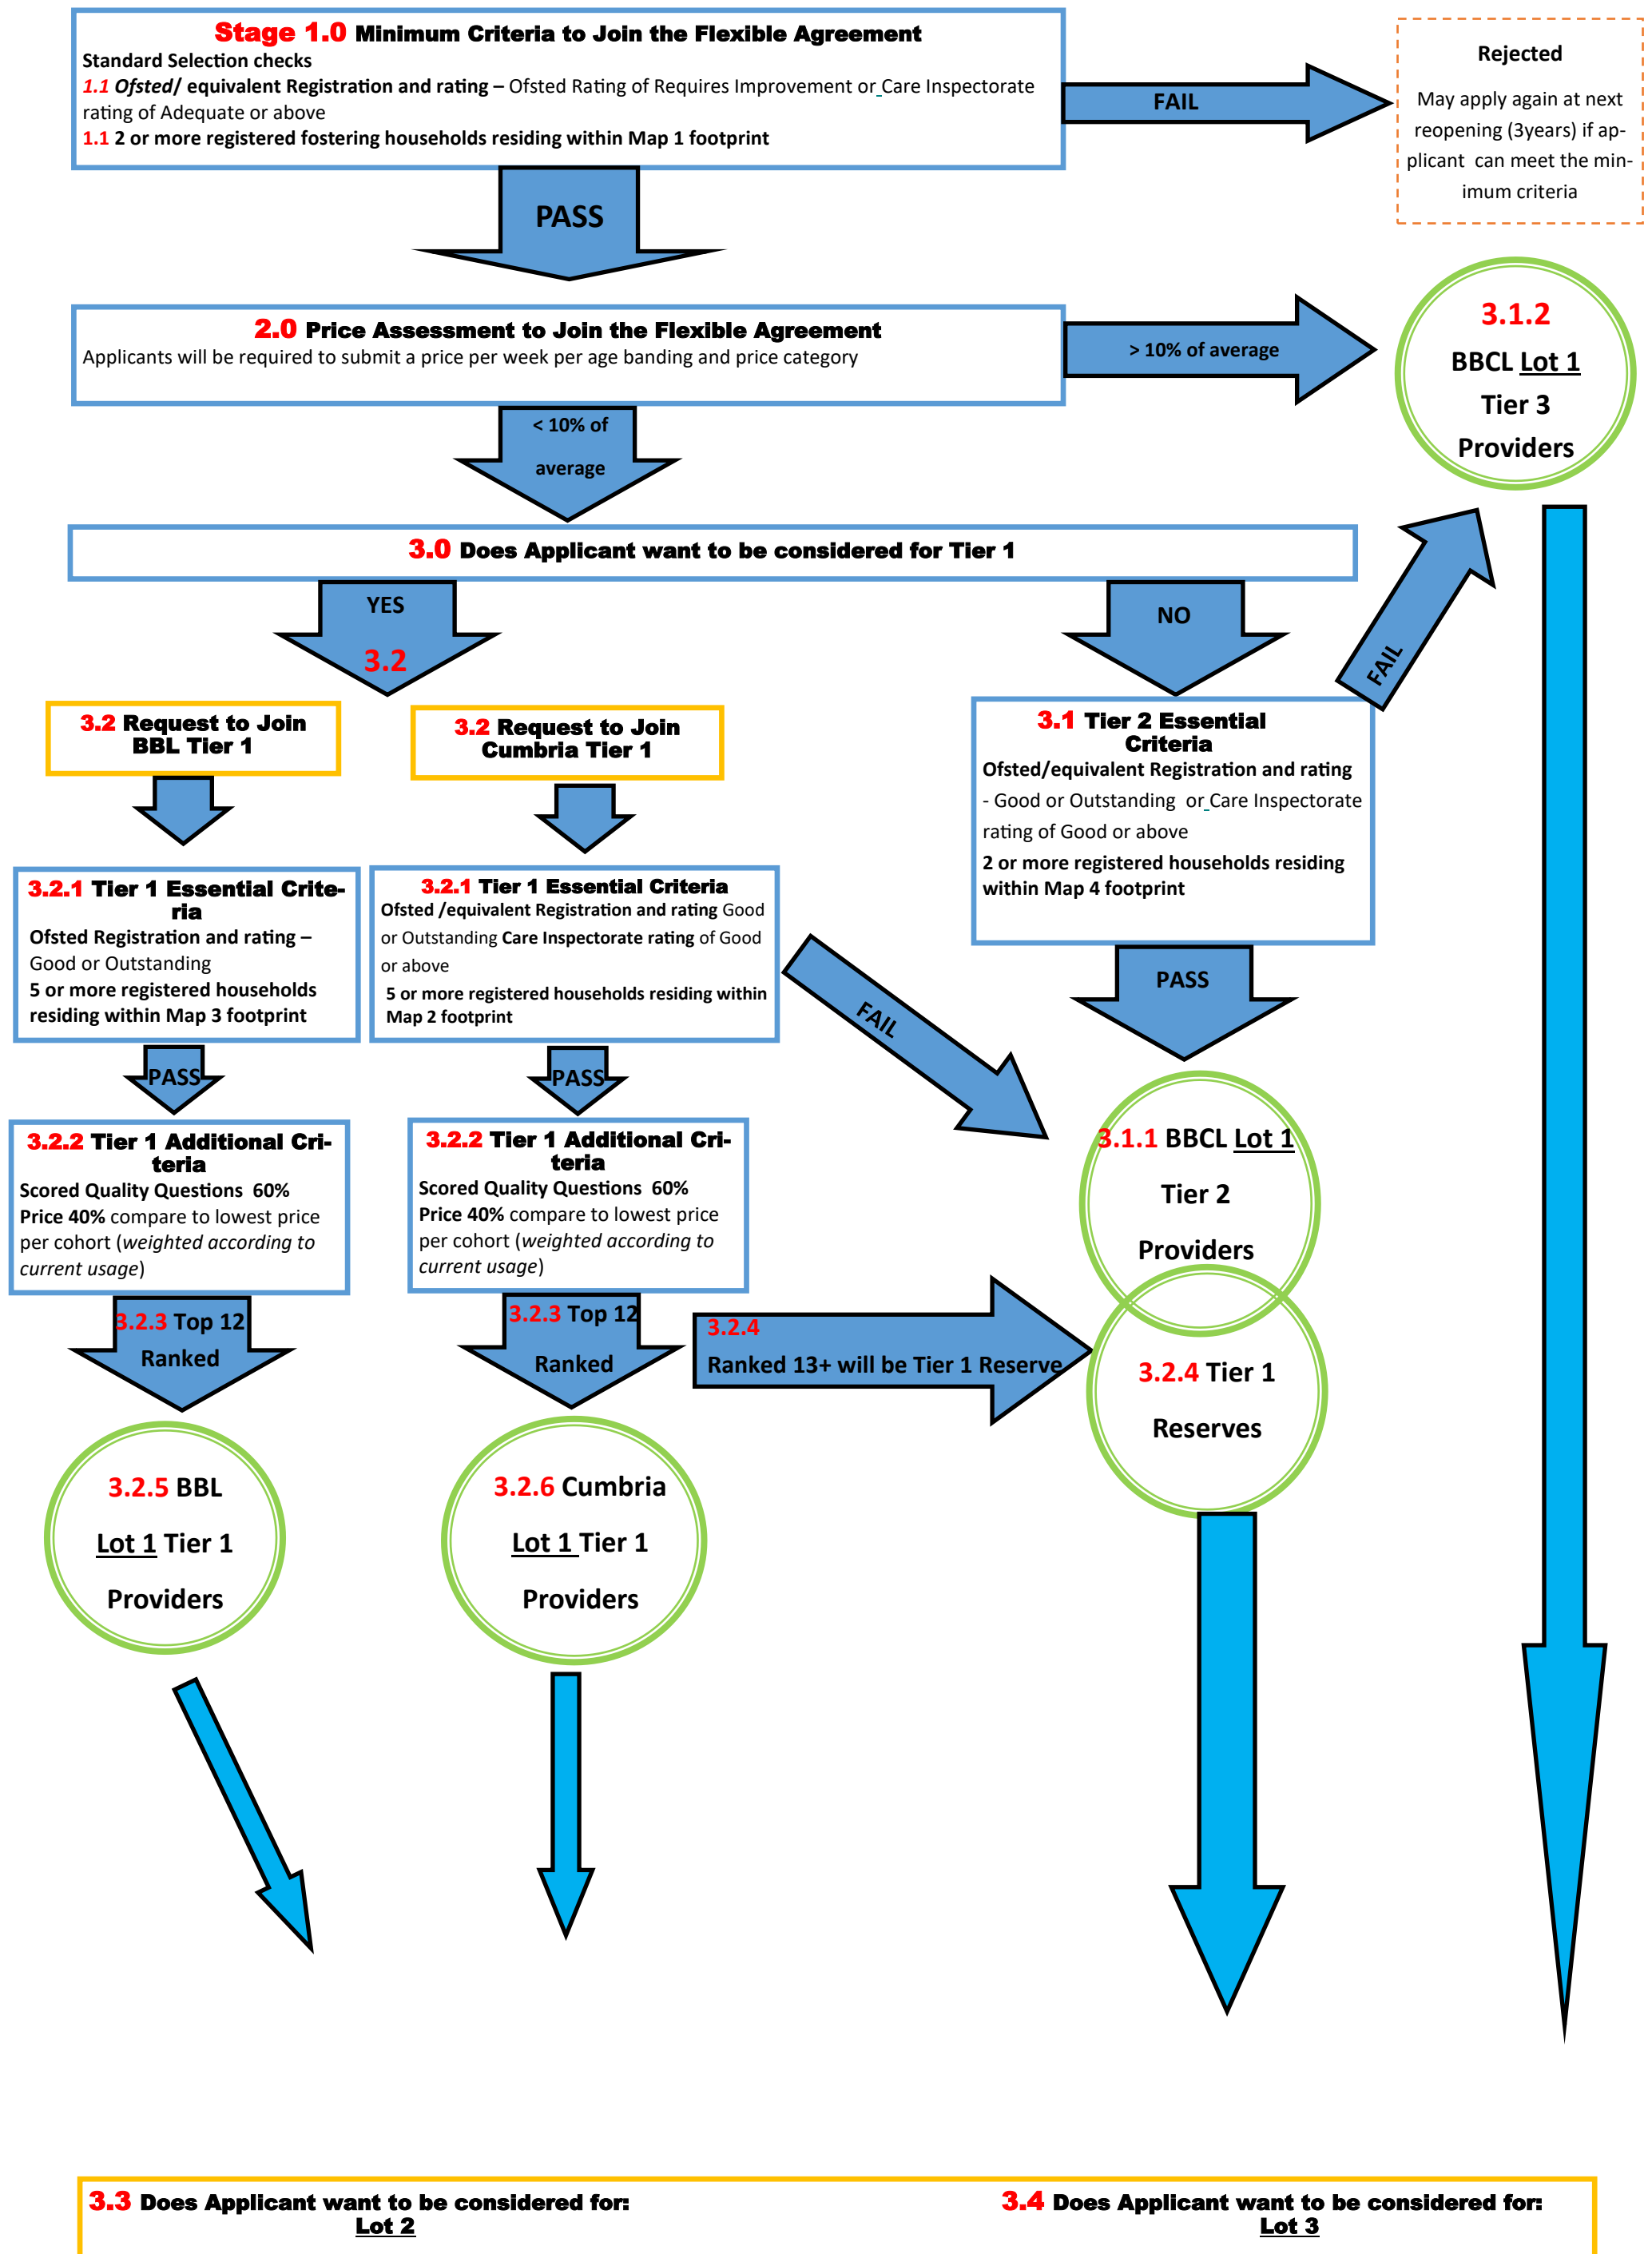 Stage 1.0 Minimum Criteria to Join the Flexible Agreement
Standard Selection checks
1.1 Ofsted/ equivalent Registration and rating – Ofsted Rating of Requires Improvement or Care Inspectorate
rating of Adequate or above
1.1 2 or more registered fostering households residing within Map 1 footprint
FAIL
Rejected
May apply again at next
reopening (3years) if ap-
plicant can meet the min-
imum criteria
PASS
2.0 Price Assessment to Join the Flexible Agreement
Applicants will be required to submit a price per week per age banding and price category
> 10% of average
3.1.2
BBCL Lot 1
Tier 3
Providers
< 10% of
average
3.0 Does Applicant want to be considered for Tier 1
YES
3.2
NO
FAIL
3.2 Request to Join
BBL Tier 1
3.2 Request to Join
Cumbria Tier 1
3.1 Tier 2 Essential
Criteria
Ofsted/equivalent Registration and rating
- Good or Outstanding or Care Inspectorate
rating of Good or above
2 or more registered households residing
within Map 4 footprint
3.2.1 Tier 1 Essential Crite-
ria
Ofsted Registration and rating –
Good or Outstanding
5 or more registered households
residing within Map 3 footprint
3.2.1 Tier 1 Essential Criteria
Ofsted /equivalent Registration and rating Good
or Outstanding Care Inspectorate rating of Good
or above
5 or more registered households residing within
Map 2 footprint
FAIL
PASS
PASS
PASS
3.2.2 Tier 1 Additional Cri-
teria
Scored Quality Questions 60%
Price 40% compare to lowest price
per cohort (weighted according to
current usage)
3.2.2 Tier 1 Additional Cri-
teria
Scored Quality Questions 60%
Price 40% compare to lowest price
per cohort (weighted according to
current usage)
3.1.1 BBCL Lot 1
Tier 2
Providers
3.2.3 Top 12
Ranked
3.2.3 Top 12
Ranked
3.2.4
Ranked 13+ will be Tier 1 Reserve
3.2.4 Tier 1
Reserves
3.2.5 BBL
Lot 1 Tier 1
Providers
3.2.6 Cumbria
Lot 1 Tier 1
Providers
3.3 Does Applicant want to be considered for:
Lot 2
3.4 Does Applicant want to be considered for:
Lot 3